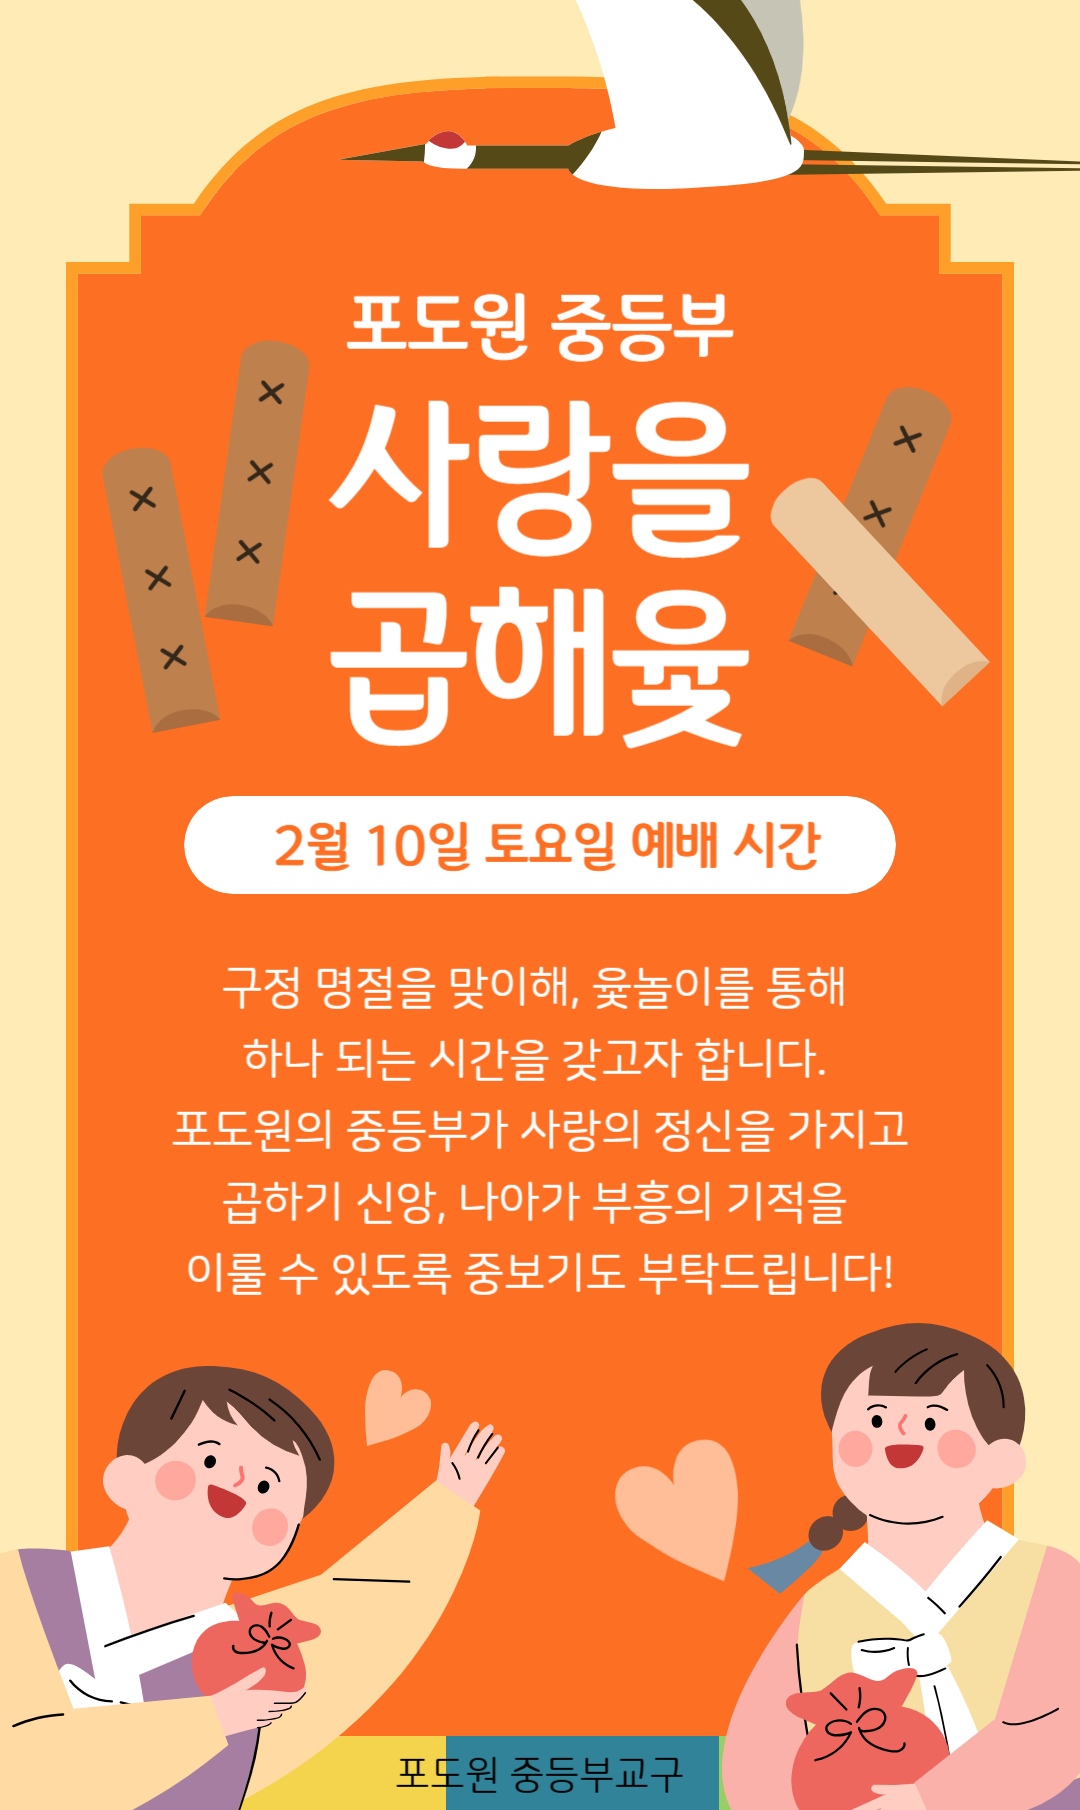 포도원 중등부
사랑을
곱해윷
2월 10일 토요일 예배 시간
구정 명절을 맞이해, 윷놀이를 통해
하나 되는 시간을 갖고자 합니다.
포도원의 중등부가 사랑의 정신을 가지고
곱하기 신앙, 나아가 부흥의 기적을
이룰 수 있도록 중보기도 부탁드립니다!
포도원 중등부교구